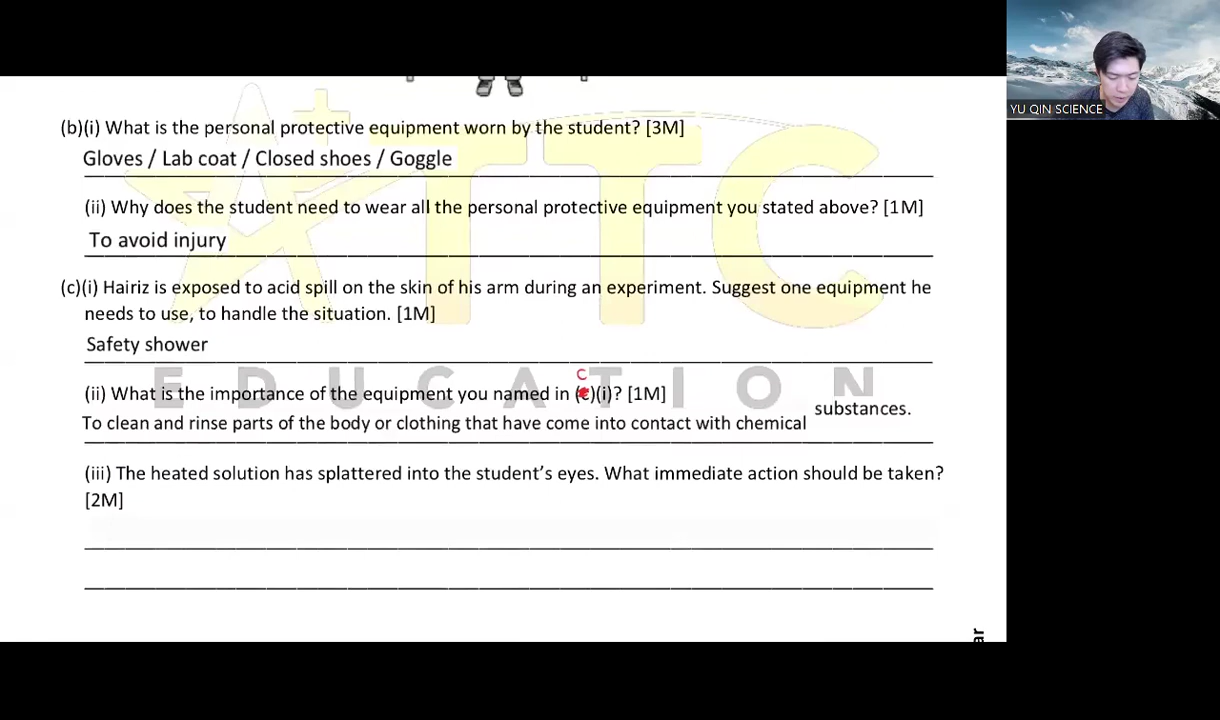 YU QIN SCIENCE
(b)(i) What is the personal protective equipment worn by the student? [3M]
Gloves / Lab coat / Closed shoes / Goggle
(ii) Why does the student need to wear all the personal protective equipment you stated above? [1M]
To avoid injury
(c)(i) Hairiz is exposed to acid spill on the skin of his arm during an experiment. Suggest one equipment he
needs to use, to handle the situation. [1M]
Safety shower
c
(ii) What is the importance of the equipment you named in ( )(i)? [1M]
To clean and rinse parts of the body or clothing that have come into contact with chemical substances.
(iii) The heated solution has splattered into the student's eyes. What immediate action should be taken?
[2M]
TTC
EDUCATION
ar